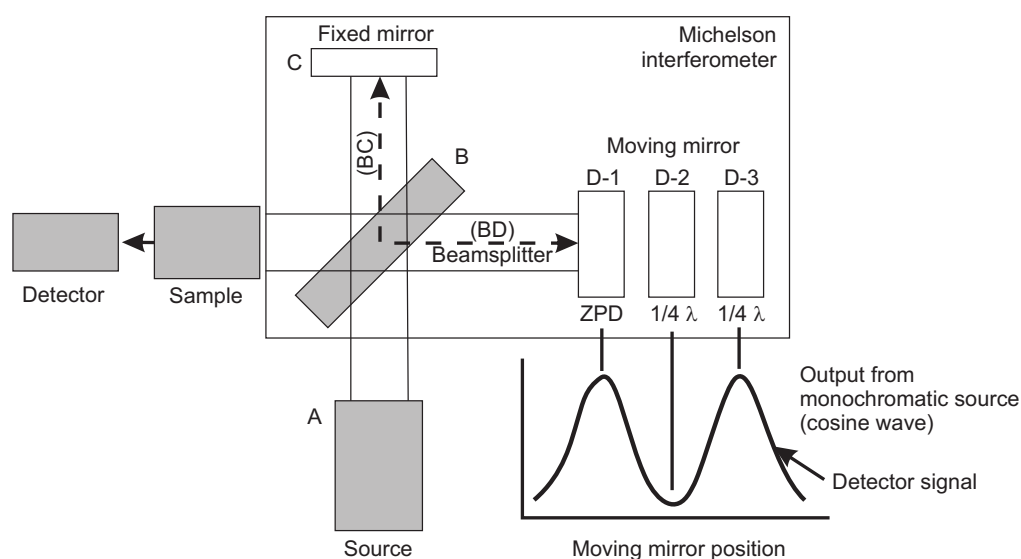 Fixed mirror
Michelson
interferometer
C
(BC)
B
Moving mirror
D-1
D-2
D-3
(BD)
Beamsplitter
Detector
Sample
ZPD
1/4 λ
1/4 λ
A
Source
Output from
monochromatic source
(cosine wave)
Detector signal
Moving mirror position